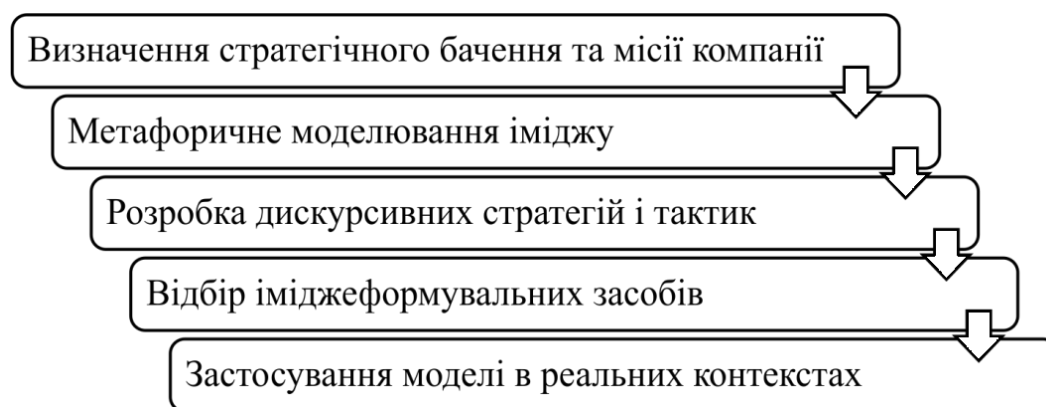 Визначення стратегічного бачення та місії компанії
Метафоричне моделювання іміджу
Розробка дискурсивних стратегій і тактик
Відбір іміджеформувальних засобів
Застосування моделі в реальних контекстах